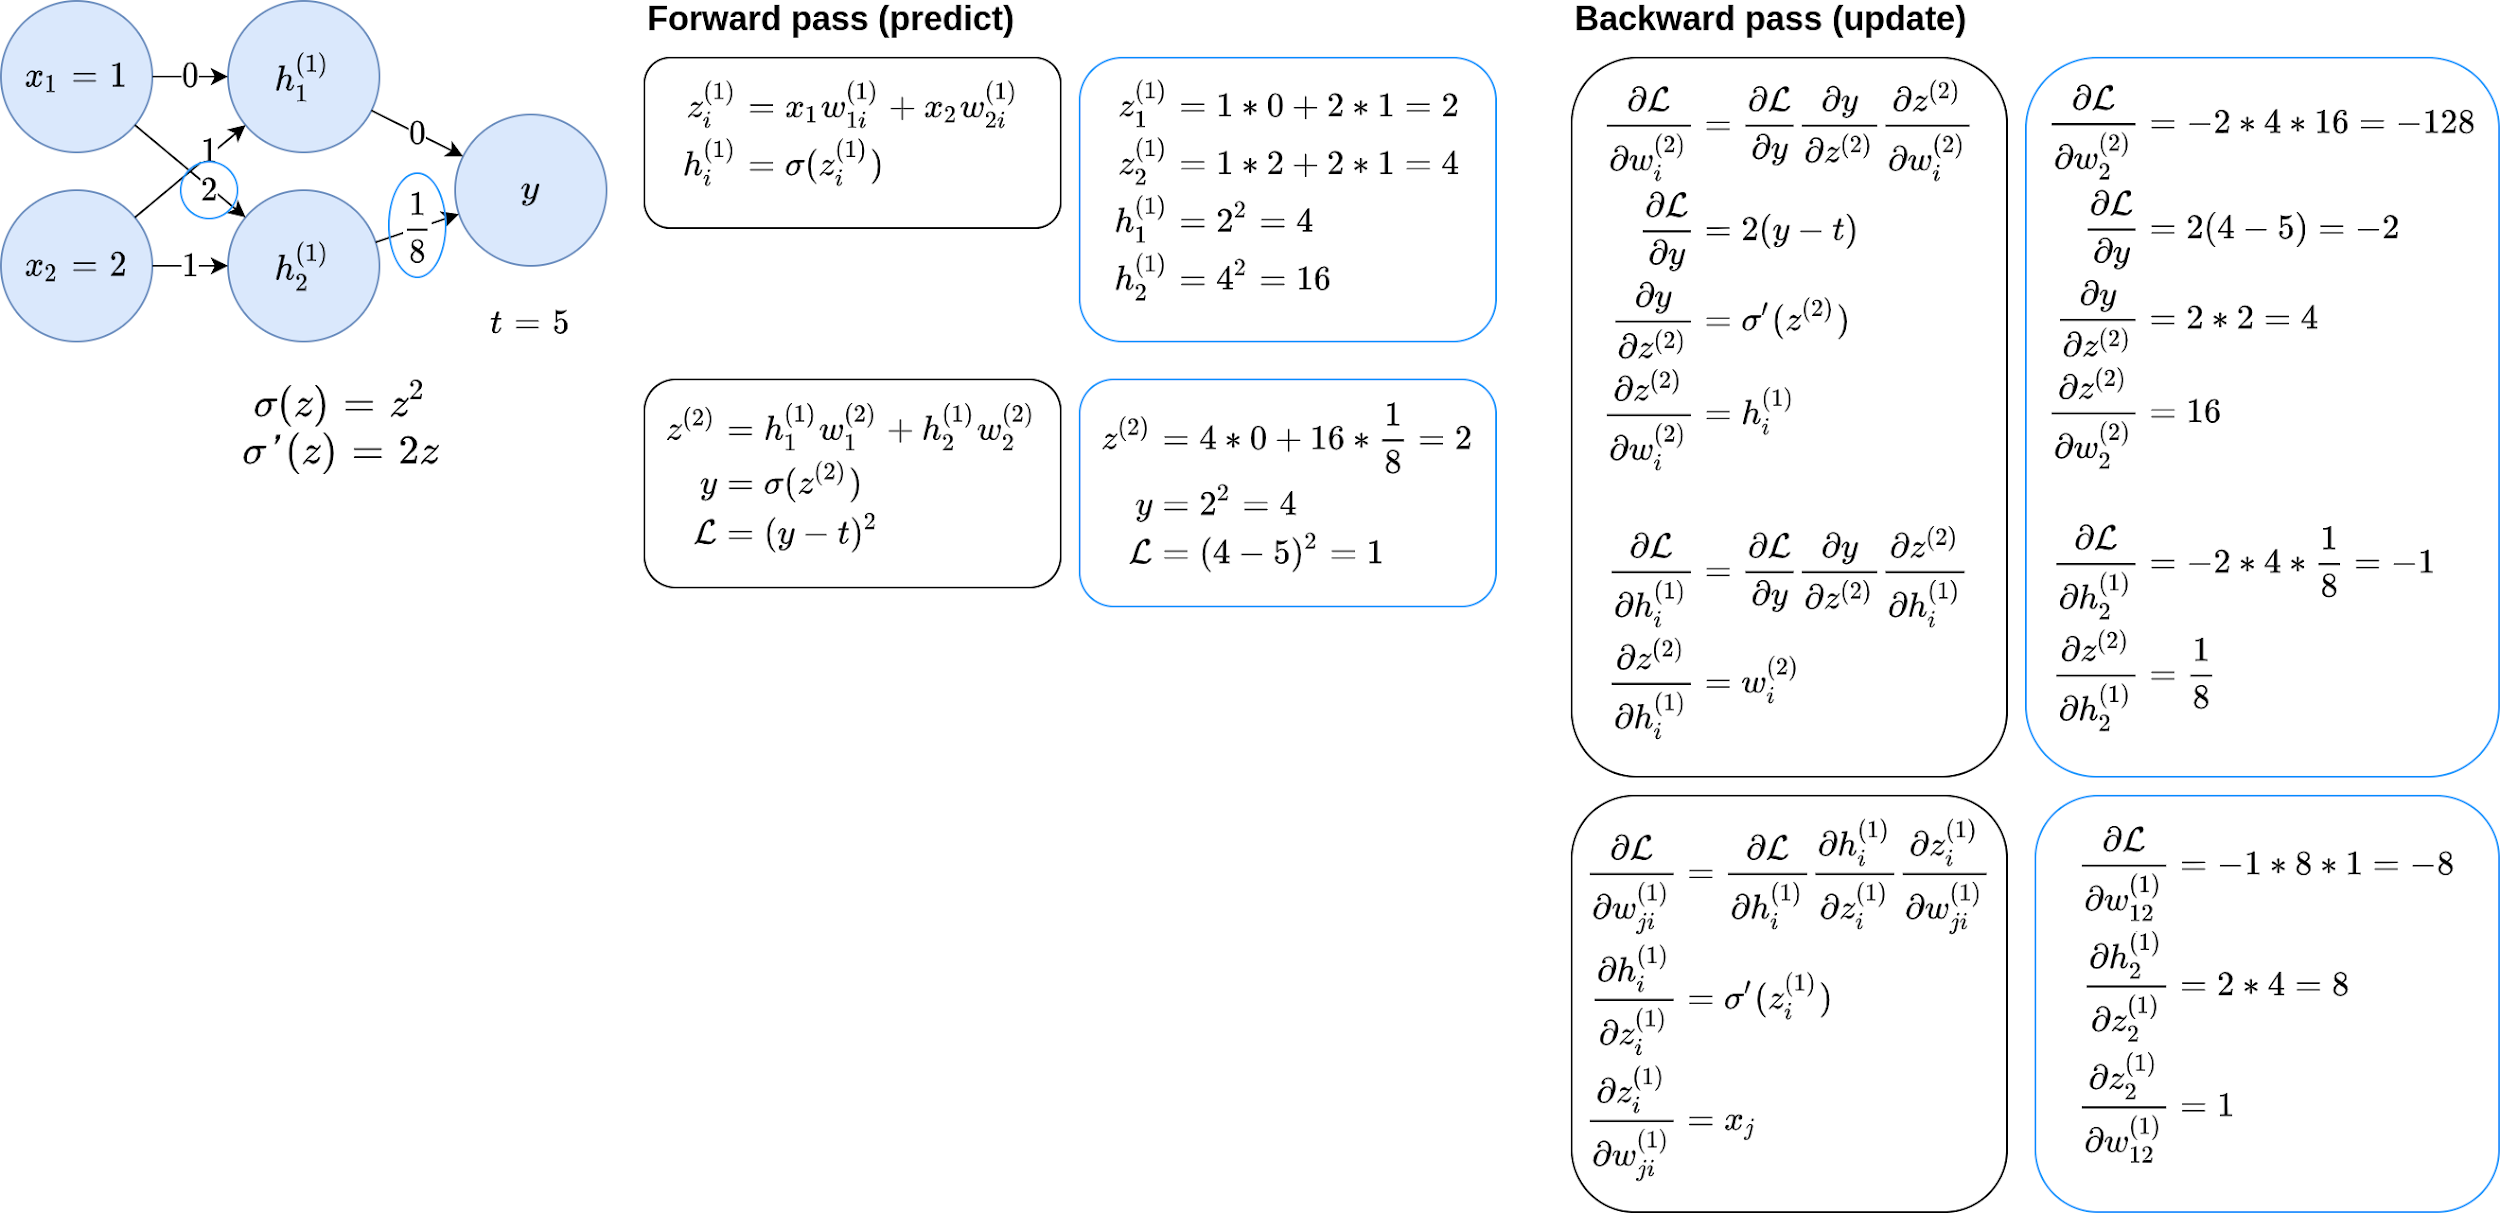 x₁ = 1
0
h₁⁽¹⁾
1
2
0
y
x₂ = 2
1
h₂⁽¹⁾
1/8
t = 5
σ(z) = z²
σ'(z) = 2z
Forward pass (predict)
zᵢ⁽¹⁾ = x₁w₁ᵢ⁽¹⁾ + x₂w₂ᵢ⁽¹⁾
hᵢ⁽¹⁾ = σ(zᵢ⁽¹⁾)
z₁⁽¹⁾ = 1 * 0 + 2 * 1 = 2
z₂⁽¹⁾ = 1 * 2 + 2 * 1 = 4
h₁⁽¹⁾ = 2² = 4
h₂⁽¹⁾ = 4² = 16
z⁽²⁾ = h₁⁽¹⁾w₁⁽²⁾ + h₂⁽¹⁾w₂⁽²⁾
y = σ(z⁽²⁾)
ℒ = (y − t)²
z⁽²⁾ = 4 * 0 + 16 * 1/8 = 2
y = 2² = 4
ℒ = (4 − 5)² = 1
Backward pass (update)
∂ℒ/∂wᵢ⁽²⁾ = ∂ℒ/∂y ∂y/∂z⁽²⁾ ∂z⁽²⁾/∂wᵢ⁽²⁾
∂ℒ/∂y = 2(y − t)
∂y/∂z⁽²⁾ = σ′(z⁽²⁾)
∂z⁽²⁾/∂wᵢ⁽²⁾ = hᵢ⁽¹⁾
∂ℒ/∂hᵢ⁽¹⁾ = ∂ℒ/∂y ∂y/∂z⁽²⁾ ∂z⁽²⁾/∂hᵢ⁽¹⁾
∂z⁽²⁾/∂hᵢ⁽¹⁾ = wᵢ⁽²⁾
∂ℒ/∂w₂⁽²⁾ = −2 * 4 * 16 = −128
∂ℒ/∂y = 2(4 − 5) = −2
∂y/∂z⁽²⁾ = 2 * 2 = 4
∂z⁽²⁾/∂w₂⁽²⁾ = 16
∂ℒ/∂h₂⁽¹⁾ = −2 * 4 * 1/8 = −1
∂z⁽²⁾/∂h₂⁽¹⁾ = 1/8
∂ℒ/∂wⱼᵢ⁽¹⁾ = ∂ℒ/∂hᵢ⁽¹⁾ ∂hᵢ⁽¹⁾/∂zᵢ⁽¹⁾ ∂zᵢ⁽¹⁾/∂wⱼᵢ⁽¹⁾
∂hᵢ⁽¹⁾/∂zᵢ⁽¹⁾ = σ′(zᵢ⁽¹⁾)
∂zᵢ⁽¹⁾/∂wⱼᵢ⁽¹⁾ = xⱼ
∂ℒ/∂w₁₂⁽¹⁾ = −1 * 8 * 1 = −8
∂h₂⁽¹⁾/∂z₂⁽¹⁾ = 2 * 4 = 8
∂z₂⁽¹⁾/∂w₁₂⁽¹⁾ = 1